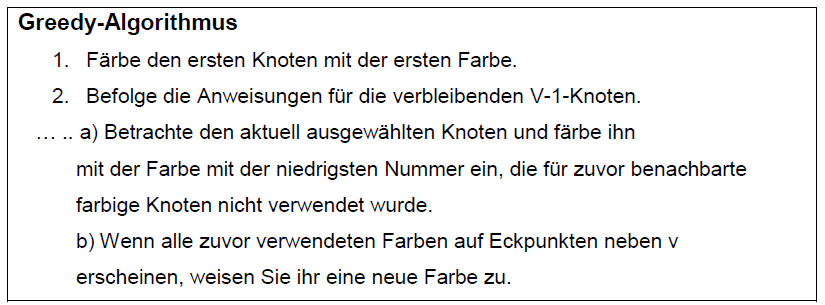 Greedy-Algorithmus
1. Färbe den ersten Knoten mit der ersten Farbe.
2. Befolge die Anweisungen für die verbleibenden V-1-Knoten.
… .. a) Betrachte den aktuell ausgewählten Knoten und färbe ihn
mit der Farbe mit der niedrigsten Nummer ein, die für zuvor benachbarte
farbige Knoten nicht verwendet wurde.
b) Wenn alle zuvor verwendeten Farben auf Eckpunkten neben v
erscheinen, weisen Sie ihr eine neue Farbe zu.